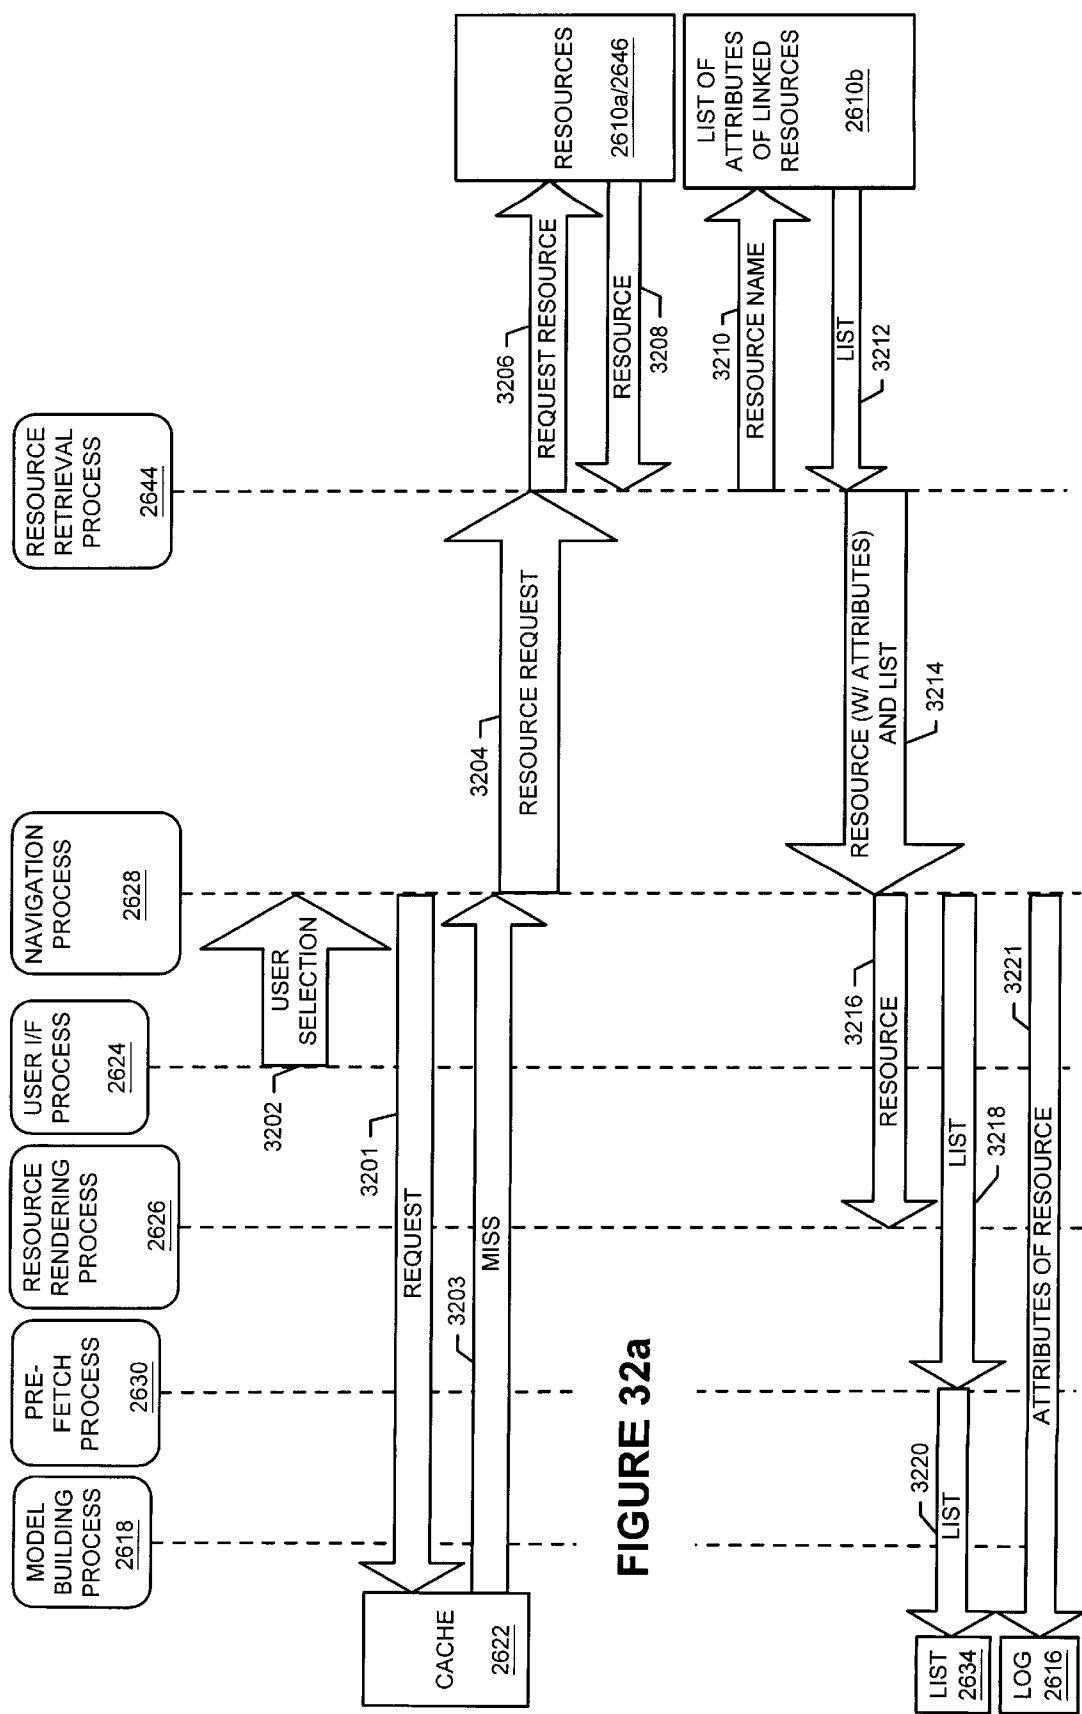 MODEL
BUILDING
PROCESS
2618
PRE-
FETCH
PROCESS
2630
RESOURCE
RENDERING
PROCESS
2626
USER I/F
PROCESS
2624
NAVIGATION
PROCESS
2628
RESOURCE
RETRIEVAL
PROCESS
2644
3202
USER
SELECTION
3201
REQUEST
CACHE
2622
3203
MISS
3204
RESOURCE REQUEST
3206
REQUEST RESOURCE
RESOURCES
2610a/2646
RESOURCE
3208
3210
RESOURCE NAME
LIST OF
ATTRIBUTES
OF LINKED
RESOURCES
2610b
LIST
3212
RESOURCE (W/ ATTRIBUTES)
AND LIST
3214
3216
RESOURCE
LIST
3218
3220
LIST
LIST
2634
3221
ATTRIBUTES OF RESOURCE
LOG
2616
FIGURE 32a